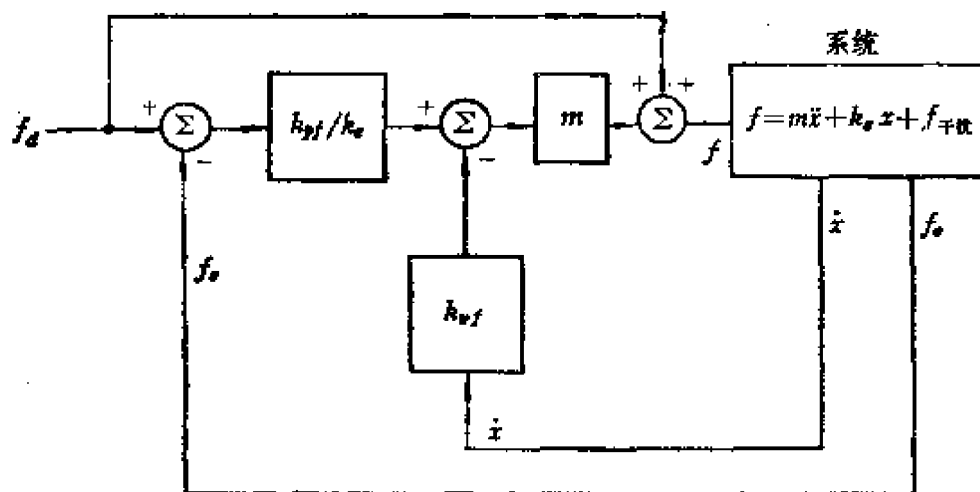 系统
+
+ +
+
f_d
Σ
k_pf/k_e
Σ
m
Σ
f=mẍ+k_e x+f_干扰
-
-
f
ẋ
f_e
f_e
k_vf
ẋ